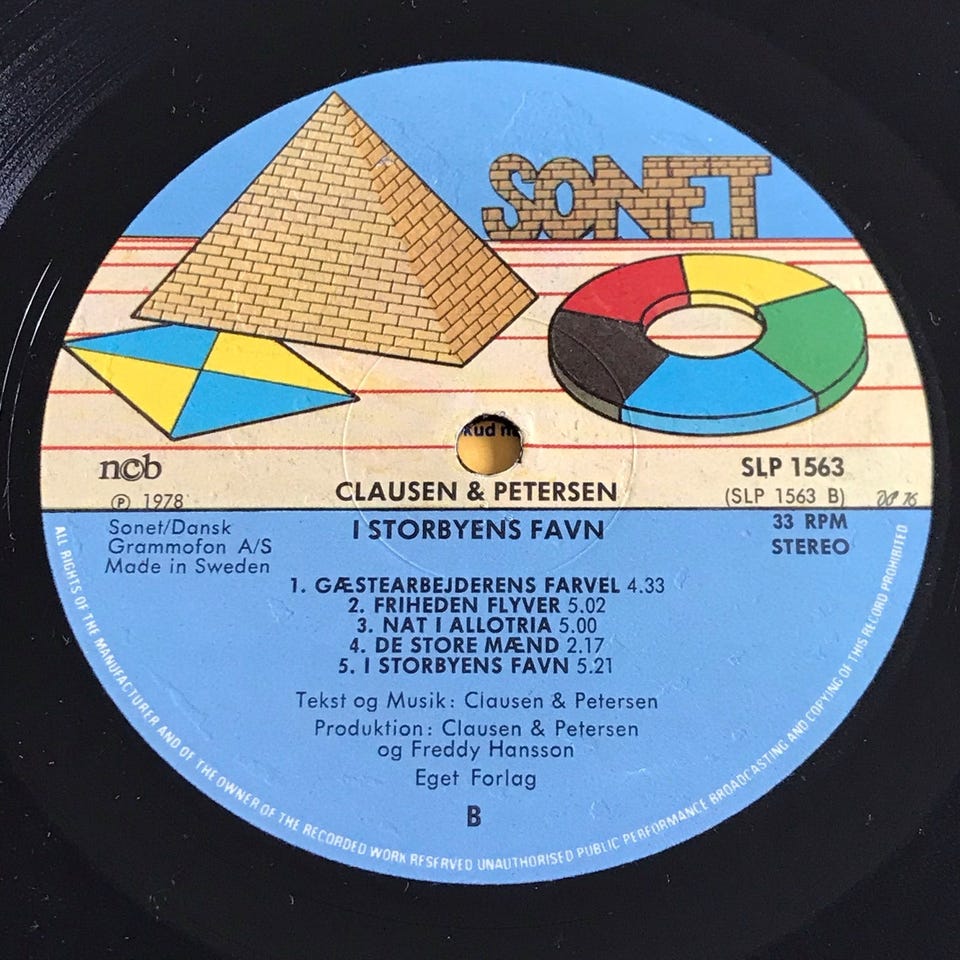 SONET
ncb
SLP 1563
℗ 1978
CLAUSEN & PETERSEN
(SLP 1563 B)
Sonet/Dansk
Grammofon A/S
Made in Sweden
I STORBYENS FAVN
33 RPM
STEREO
1. GÆSTEARBEJDERENS FARVEL 4.33
2. FRIHEDEN FLYVER 5.02
3. NAT I ALLOTRIA 5.00
4. DE STORE MÆND 2.17
5. I STORBYENS FAVN 5.21
Tekst og Musik: Clausen & Petersen
Produktion: Clausen & Petersen
og Freddy Hansson
Eget Forlag
B
ALL RIGHTS OF THE MANUFACTURER AND OF THE OWNER OF THE RECORDED WORK RESERVED UNAUTHORISED PUBLIC PERFORMANCE BROADCASTING AND COPYING OF THIS RECORD PROHIBITED